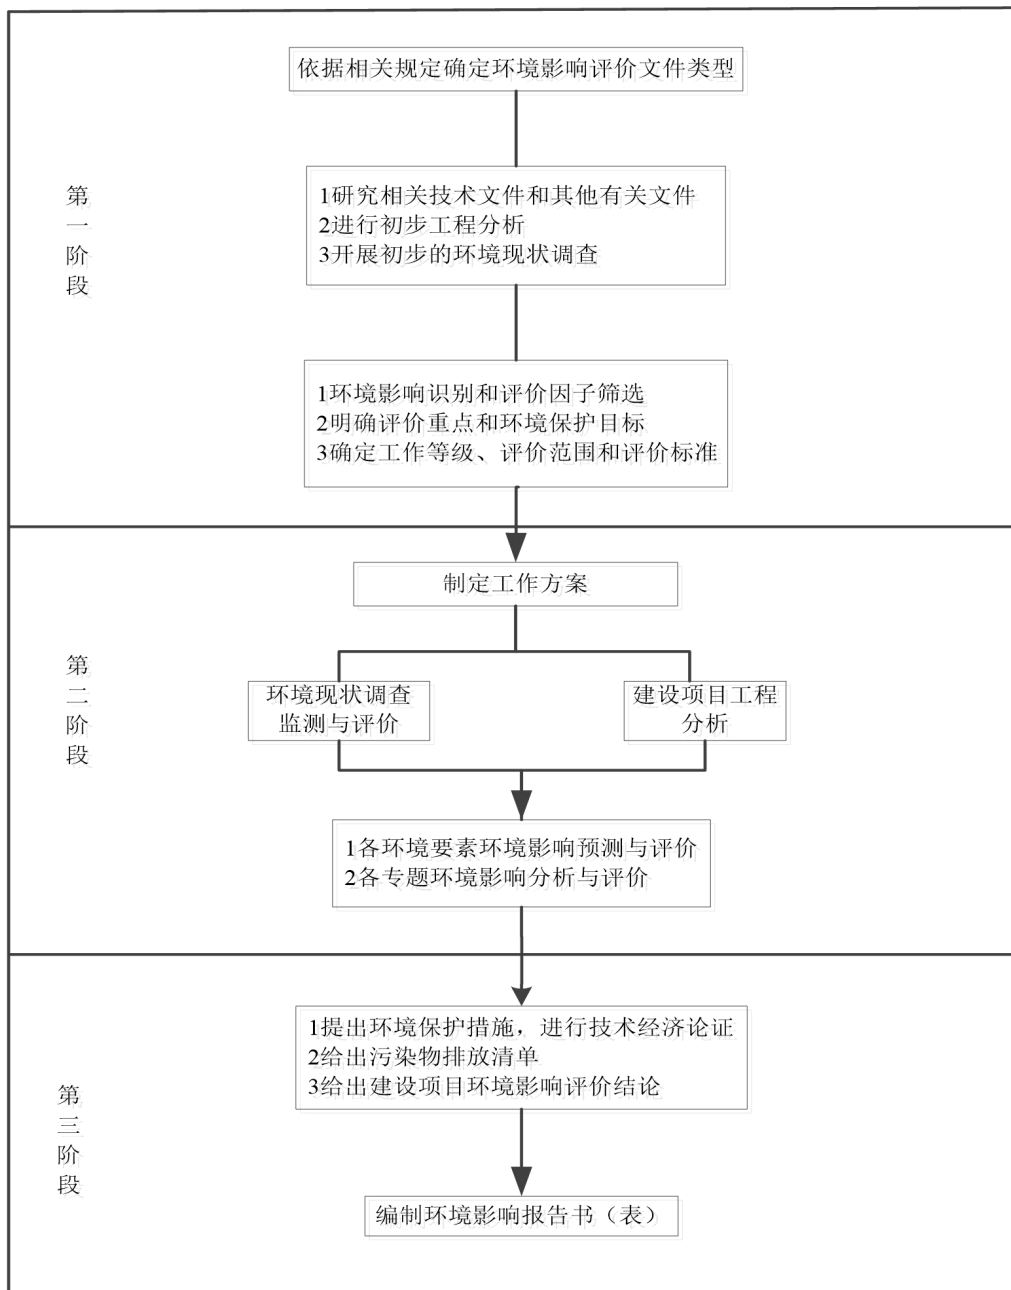 依据相关规定确定环境影响评价文件类型
第一阶段
1研究相关技术文件和其他有关文件
2进行初步工程分析
3开展初步的环境现状调查
1环境影响识别和评价因子筛选
2明确评价重点和环境保护目标
3确定工作等级、评价范围和评价标准
制定工作方案
第二阶段
环境现状调查
监测与评价
建设项目工程
分析
1各环境要素环境影响预测与评价
2各专题环境影响分析与评价
1提出环境保护措施，进行技术经济论证
2给出污染物排放清单
3给出建设项目环境影响评价结论
第三阶段
编制环境影响报告书（表）